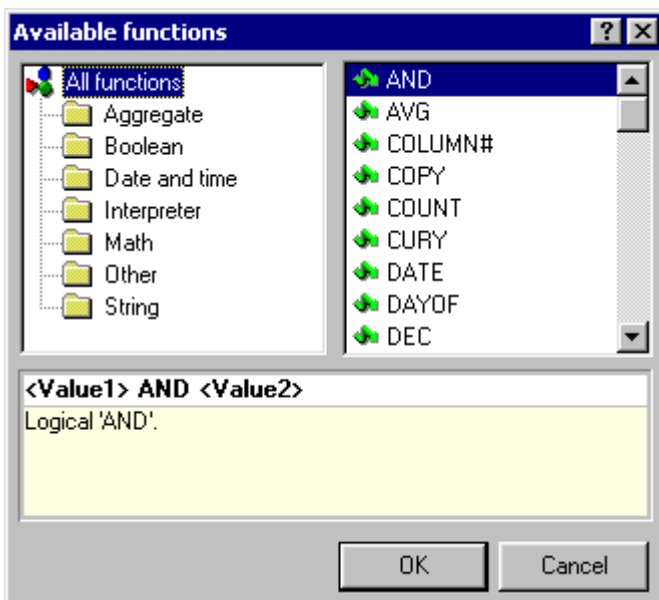 Available functions
All functions
Aggregate
Boolean
Date and time
Interpreter
Math
Other
String
AND
AVG
COLUMN#
COPY
COUNT
CURY
DATE
DAYOF
DEC
<Value1> AND <Value2>
Logical 'AND'.
OK
Cancel